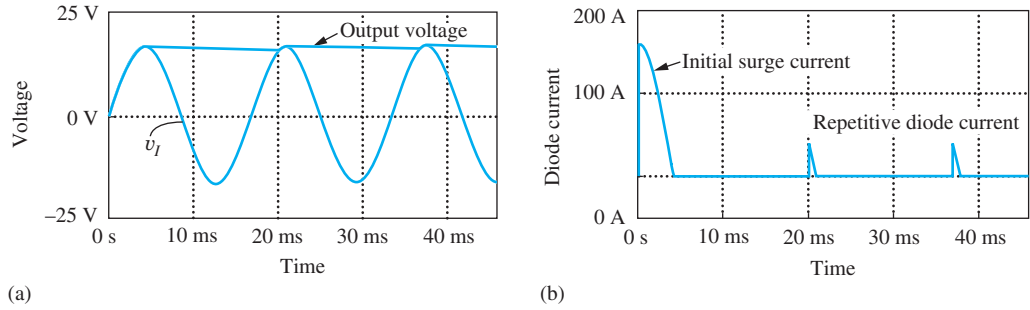 25 V
Output voltage
Voltage
0 V
v_I
–25 V
0 s
10 ms
20 ms
30 ms
40 ms
Time
(a)
200 A
Initial surge current
Diode current
100 A
Repetitive diode current
0 A
0 s
10 ms
20 ms
30 ms
40 ms
Time
(b)